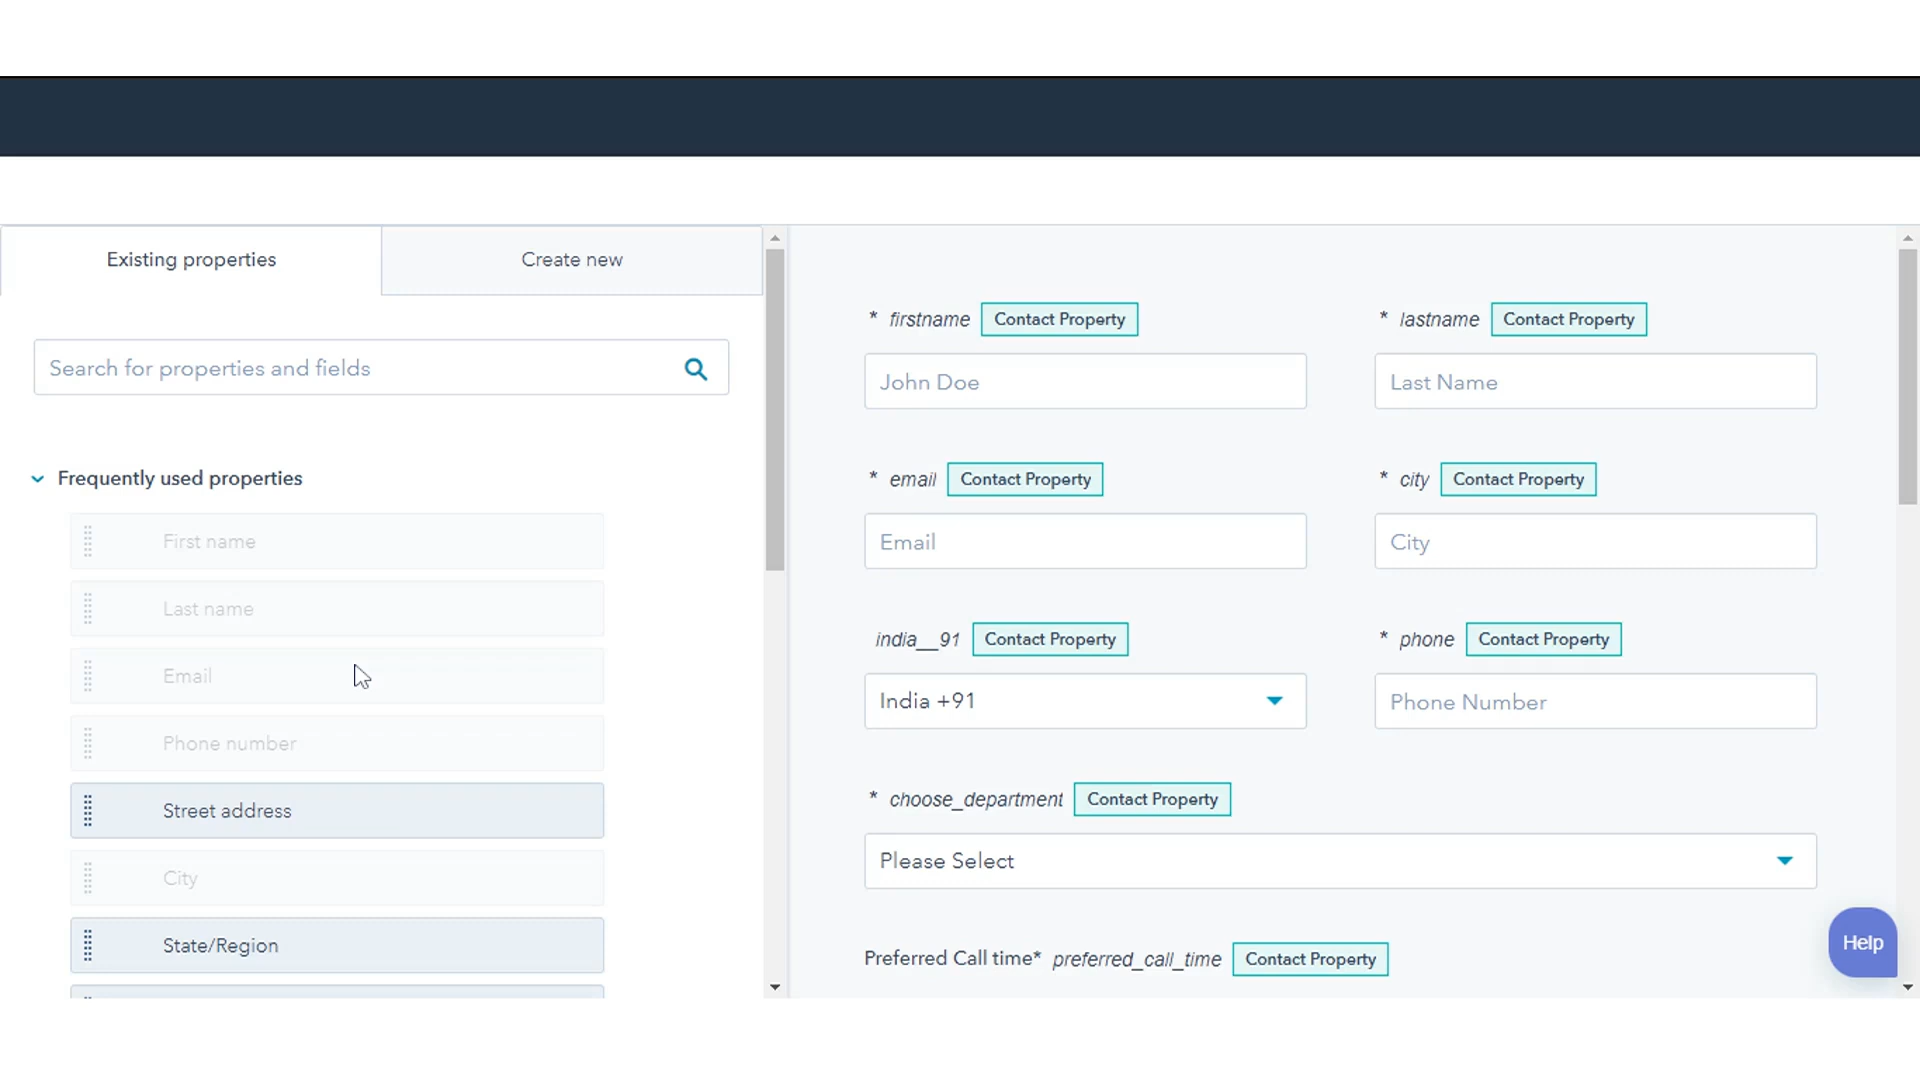 Existing properties
Create new
Search for properties and fields
Frequently used properties
First name
Last name
Email
Phone number
Street address
City
State/Region
* firstname Contact Property
John Doe
* lastname Contact Property
Last Name
* email Contact Property
Email
* city Contact Property
City
india__91 Contact Property
India +91
* phone Contact Property
Phone Number
* choose_department Contact Property
Please Select
Preferred Call time* preferred_call_time Contact Property
Help